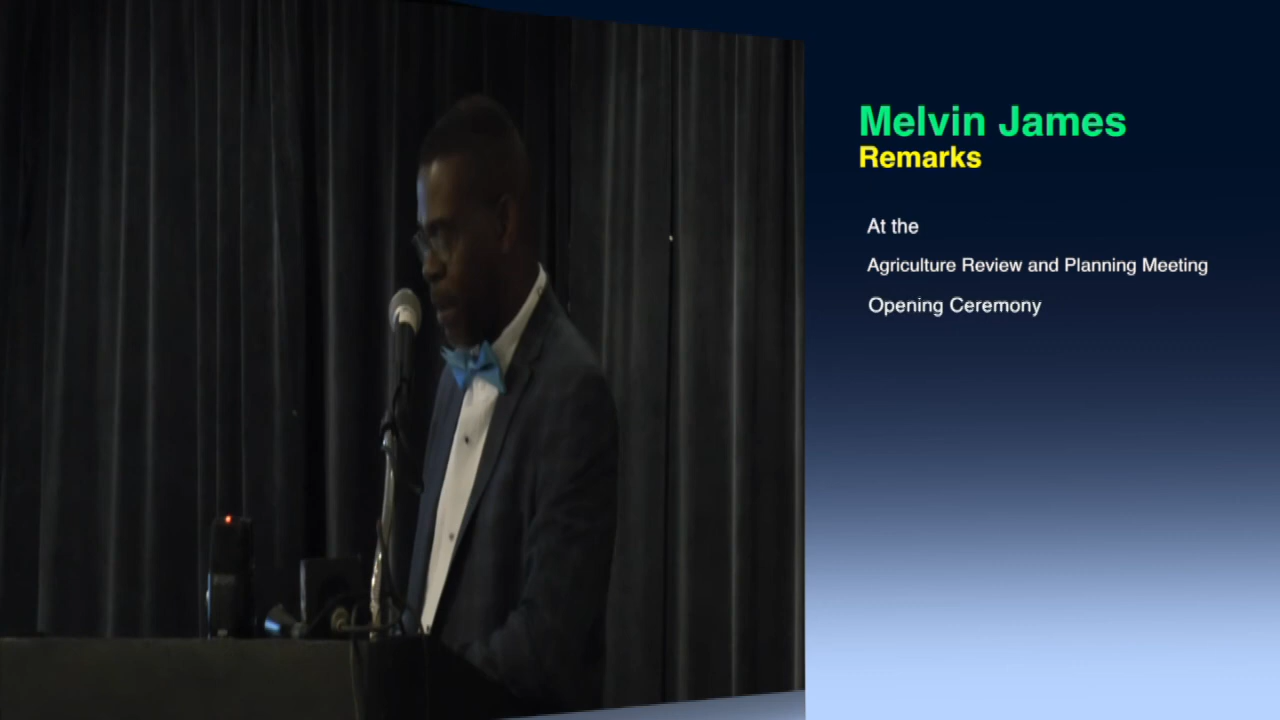 Melvin James
Remarks
At the
Agriculture Review and Planning Meeting
Opening Ceremony